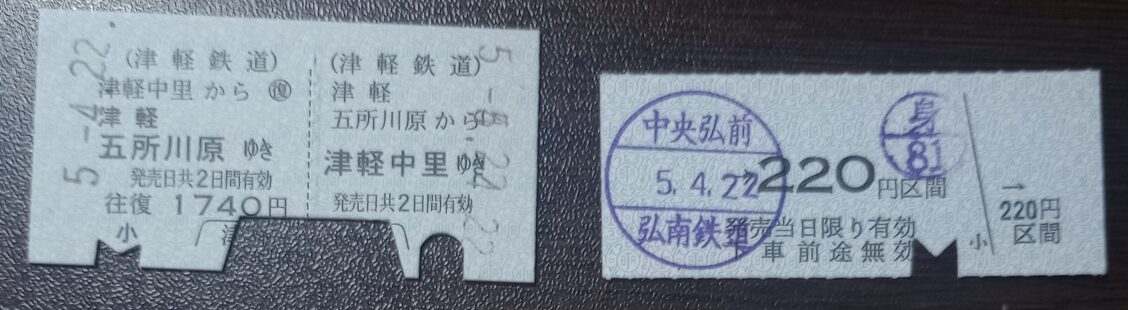 5-4.22.
(津軽鉄道)
津軽中里から ㊷
津軽
五所川原 ゆき
発売日共2日間有効
往復 1740円
小
(津軽鉄道)
津軽
五所川原から
津軽中里ゆき
発売日共2日間有効
中央弘前
5.4.22
弘南鉄道
220円区間
発売当日限り有効
下車前途無効
小
身
81
→
220円
区間